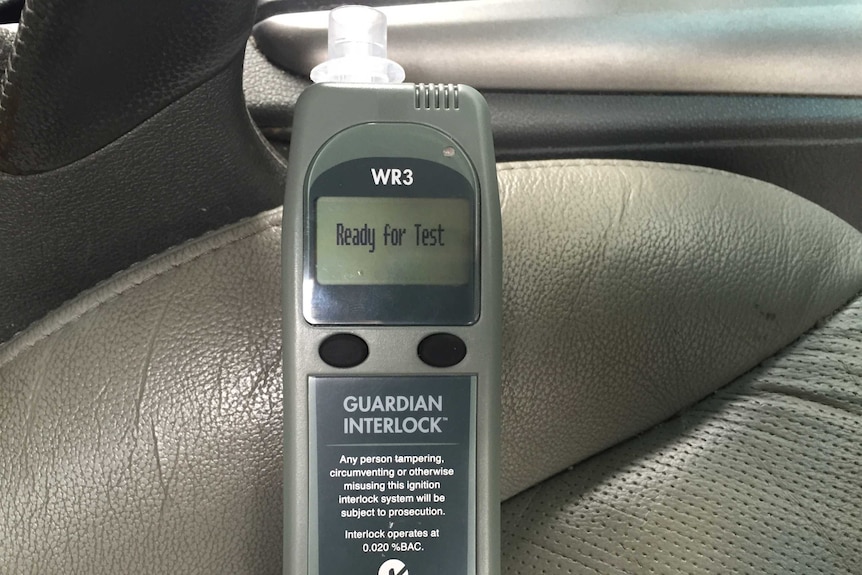 WR3
Ready for Test
GUARDIAN
INTERLOCK™
Any person tampering,
circumventing or otherwise
misusing this ignition
interlock system will be
subject to prosecution.
Interlock operates at
0.020 %BAC.